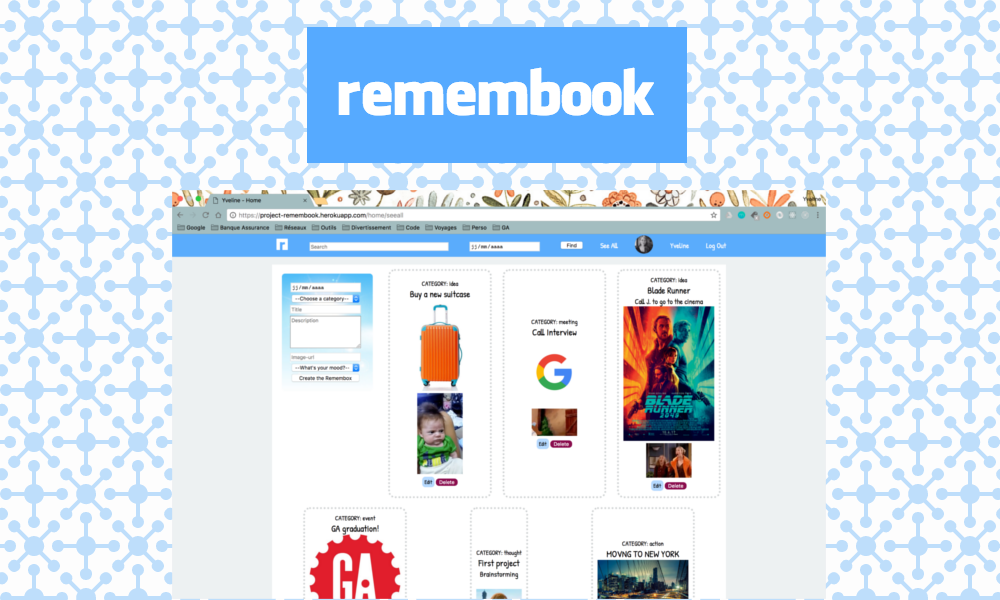 remembook
Yveline - Home
Yveline
https://project-remembook.herokuapp.com/home/seeall
Google Banque Assurance Réseaux Outils Divertissement Code Voyages Perso GA
r Search jj/mm/aaaa Find See All Yveline Log Out
jj/mm/aaaa
--Choose a category--
Title
Description
image-url
--What's your mood?--
Create the Remembox
CATEGORY: idea
Buy a new suitcase
Edit Delete
CATEGORY: meeting
Call Interview
G
Edit Delete
CATEGORY: idea
Blade Runner
Call J. to go to the cinema
BLADE
RUNNER
2049
Edit Delete
CATEGORY: event
GA graduation!
GA
CATEGORY: thought
First project
Brainstorming
CATEGORY: action
MOVNG TO NEW YORK